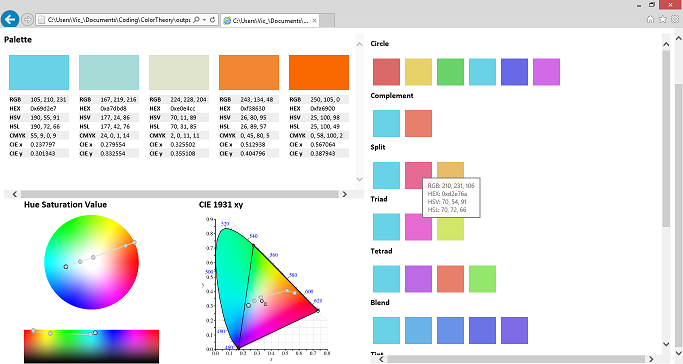 C:\Users\Vic_\Documents\Coding\ColorTheory\outpu
C:\Users\Vic_\Documents\...
Palette
RGB 105, 210, 231
HEX 0x69d2e7
HSV 190, 55, 91
HSL 190, 72, 66
CMYK 55, 9, 0, 9
CIE x 0.237797
CIE y 0.301343
RGB 167, 219, 216
HEX 0xa7dbd8
HSV 177, 24, 86
HSL 177, 42, 76
CMYK 24, 0, 1, 14
CIE x 0.279554
CIE y 0.332554
RGB 224, 228, 204
HEX 0xe0e4cc
HSV 70, 11, 89
HSL 70, 31, 85
CMYK 2, 0, 11, 11
CIE x 0.325502
CIE y 0.355108
RGB 243, 134, 48
HEX 0xf38630
HSV 26, 80, 95
HSL 26, 89, 57
CMYK 0, 45, 80, 5
CIE x 0.512938
CIE y 0.404796
RGB 250, 105, 0
HEX 0xfa6900
HSV 25, 100, 98
HSL 25, 100, 49
CMYK 0, 58, 100, 2
CIE x 0.567064
CIE y 0.387943
Hue Saturation Value
CIE 1931 xy
0.9
0.8
0.7
0.6
0.5
0.4
0.3
0.2
0.1
0.0
0.0 0.1 0.2 0.3 0.4 0.5 0.6 0.7 0.8
x
y
520
540
560
580
600
620
500
480
460
E
Circle
Complement
Split
RGB: 210, 231, 106
HEX: 0xd2e76a
HSV: 70, 54, 91
HSL: 70, 72, 66
Triad
Tetrad
Blend
Tint